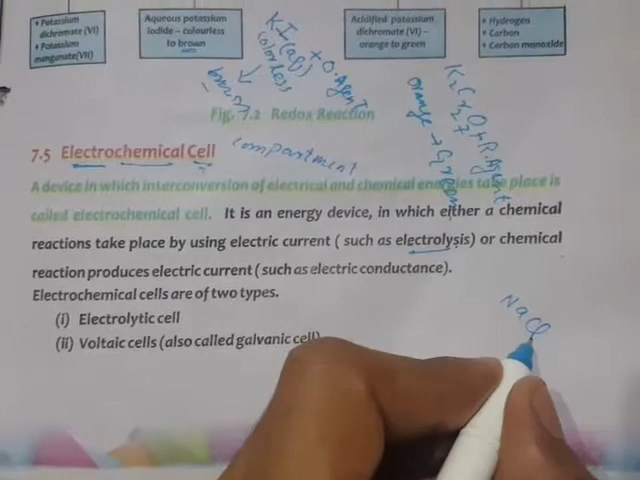 • Potassium
dichromate (VI)
• Potassium
manganate(VII)
Aqurous potassium
iodide – colourless
to brown
Acidified potassium
dichromate (VI) –
orange to green
• Hydrogen
• Carbon
• Carbon monoxide
KI(aq) + O.Agent
colorless
↓
brown
K2Cr2O7+R.Agent
orange → Green
Fig. 7.2 Redox Reaction
7.5 Electrochemical Cell
compartment
A device in which interconversion of electrical and chemical energies take place is
called electrochemical cell. It is an energy device, in which either a chemical
reactions take place by using electric current ( such as electrolysis) or chemical
reaction produces electric current ( such as electric conductance).
Electrochemical cells are of two types.
(i) Electrolytic cell
(ii) Voltaic cells (also called galvanic cell)
NaCl